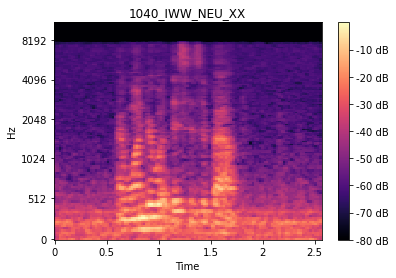 1040_IWW_NEU_XX
8192
4096
2048
1024
512
0
Hz
0
0.5
1
1.5
2
2.5
Time
-10 dB
-20 dB
-30 dB
-40 dB
-50 dB
-60 dB
-70 dB
-80 dB